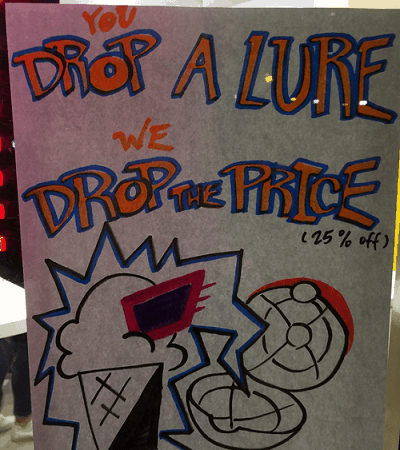 YOU
DROP A LURE
WE
DROP THE PRICE
(25% off)